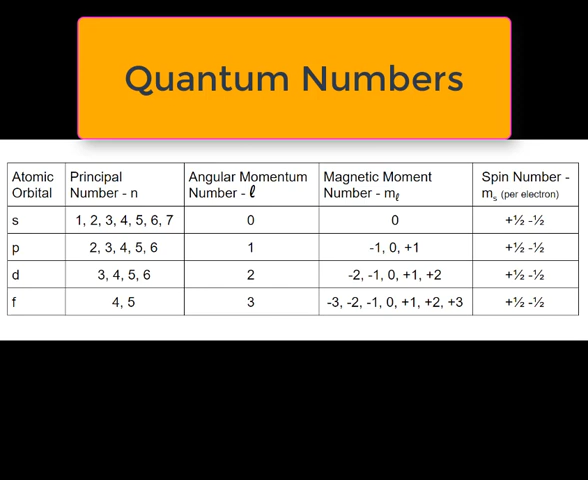 Quantum Numbers
Atomic Orbital | Principal Number - n | Angular Momentum Number - ℓ | Magnetic Moment Number - mℓ | Spin Number - ms (per electron)
s | 1, 2, 3, 4, 5, 6, 7 | 0 | 0 | +½ -½
p | 2, 3, 4, 5, 6 | 1 | -1, 0, +1 | +½ -½
d | 3, 4, 5, 6 | 2 | -2, -1, 0, +1, +2 | +½ -½
f | 4, 5 | 3 | -3, -2, -1, 0, +1, +2, +3 | +½ -½